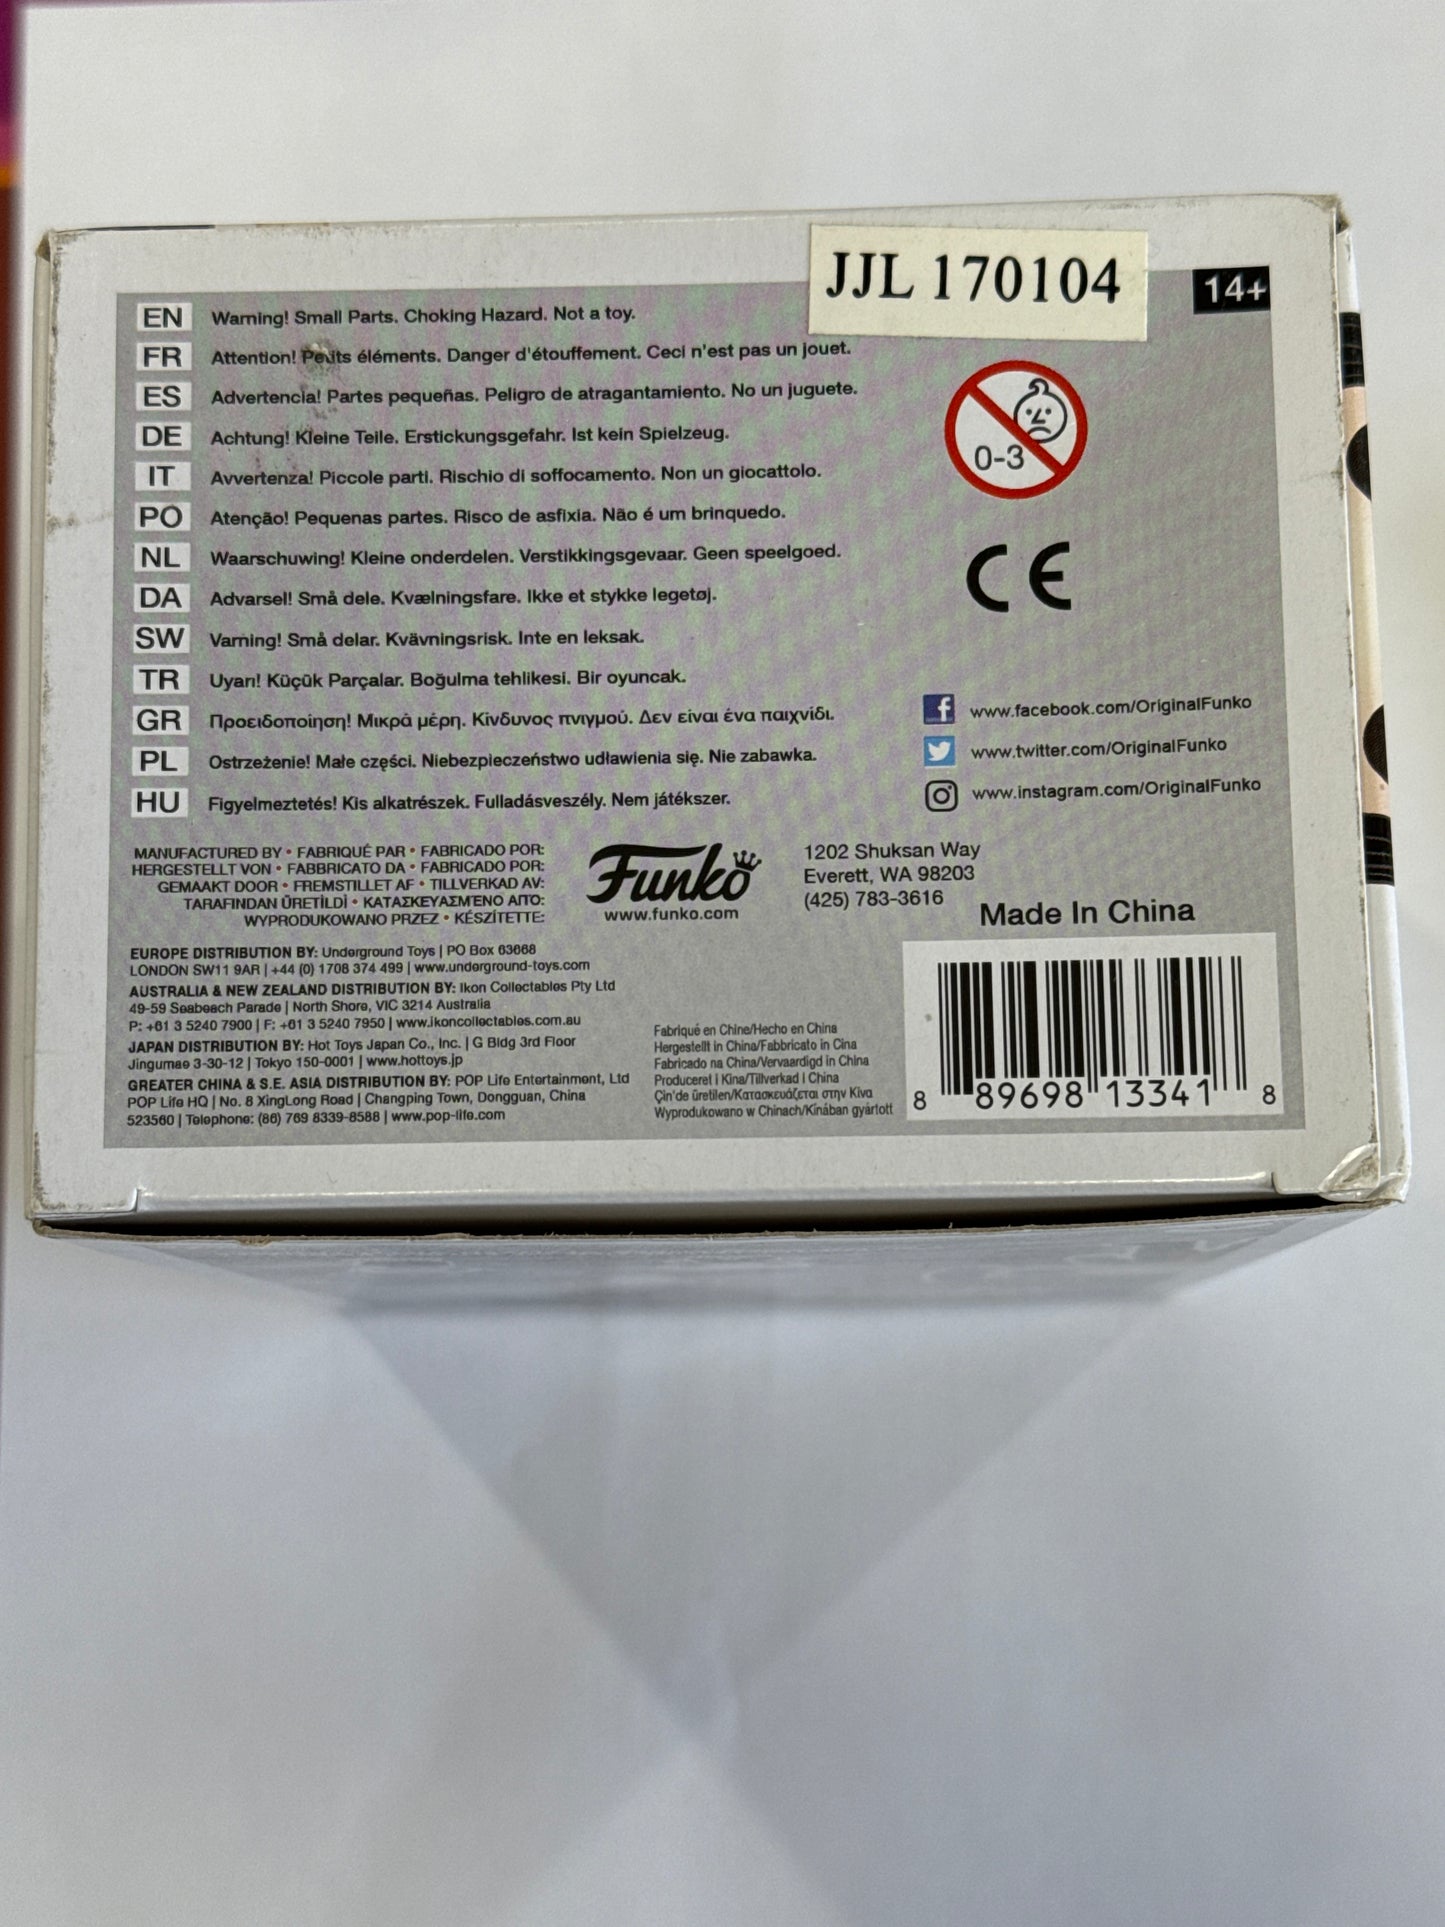 JJL 170104
14+
EN Warning! Small Parts. Choking Hazard. Not a toy.
FR Attention! Petits éléments. Danger d'étouffement. Ceci n'est pas un jouet.
ES Advertencia! Partes pequeñas. Peligro de atragantamiento. No un juguete.
DE Achtung! Kleine Teile. Erstickungsgefahr. Ist kein Spielzeug.
IT Avvertenza! Piccole parti. Rischio di soffocamento. Non un giocattolo.
PO Atenção! Pequenas partes. Risco de asfixia. Não é um brinquedo.
NL Waarschuwing! Kleine onderdelen. Verstikkingsgevaar. Geen speelgoed.
DA Advarsel! Små dele. Kvælningsfare. Ikke et stykke legetøj.
SW Varning! Små delar. Kvävningsrisk. Inte en leksak.
TR Uyarı! Küçük Parçalar. Boğulma tehlikesi. Bir oyuncak.
GR Προειδοποίηση! Μικρά μέρη. Κίνδυνος πνιγμού. Δεν είναι ένα παιχνίδι.
PL Ostrzeżenie! Małe części. Niebezpieczeństwo udławienia się. Nie zabawka.
HU Figyelmeztetés! Kis alkatrészek. Fulladásveszély. Nem játékszer.
0-3
CE
www.facebook.com/OriginalFunko
www.twitter.com/OriginalFunko
www.instagram.com/OriginalFunko
MANUFACTURED BY • FABRIQUÉ PAR • FABRICADO POR:
HERGESTELLT VON • FABBRICATO DA • FABRICADO POR:
GEMAAKT DOOR • FREMSTILLET AF • TILLVERKAD AV:
TARAFINDAN ÜRETİLDİ • ΚΑΤΑΣΚΕΥΑΣΜΈΝΟ ΑΠΌ:
WYPRODUKOWANO PRZEZ • KÉSZÍTETTE:
Funko
www.funko.com
1202 Shuksan Way
Everett, WA 98203
(425) 783-3616
Made In China
EUROPE DISTRIBUTION BY: Underground Toys | PO Box 63668
LONDON SW11 9AR | +44 (0) 1708 374 499 | www.underground-toys.com
AUSTRALIA & NEW ZEALAND DISTRIBUTION BY: Ikon Collectables Pty Ltd
49-59 Seabeach Parade | North Shore, VIC 3214 Australia
P: +61 3 5240 7900 | F: +61 3 5240 7950 | www.ikoncollectables.com.au
JAPAN DISTRIBUTION BY: Hot Toys Japan Co., Inc. | G Bldg 3rd Floor
Jingumae 3-30-12 | Tokyo 150-0001 | www.hottoys.jp
GREATER CHINA & S.E. ASIA DISTRIBUTION BY: POP Life Entertainment, Ltd
POP Life HQ | No. 8 XingLong Road | Changping Town, Dongguan, China
523560 | Telephone: (86) 769 8339-8588 | www.pop-life.com
Fabriqué en Chine/Hecho en China
Hergestellt in China/Fabbricato in Cina
Fabricado na China/Vervaardigd in China
Produceret i Kina/Tillverkad i China
Çin'de üretilen/Κατασκευάζεται στην Κίνα
Wyprodukowano w Chinach/Kínában gyártott
8 89698 13341 8